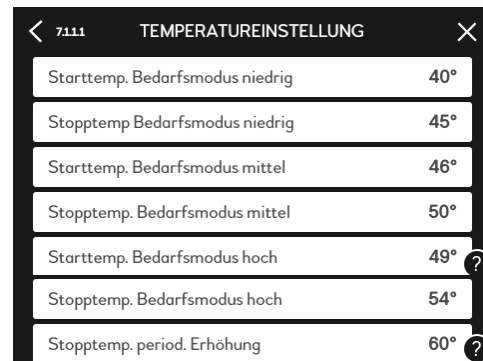 7.1.1.1 TEMPERATUREINSTELLUNG
Starttemp. Bedarfsmodus niedrig 40°
Stopptemp Bedarfsmodus niedrig 45°
Starttemp. Bedarfsmodus mittel 46°
Stopptemp. Bedarfsmodus mittel 50°
Starttemp. Bedarfsmodus hoch 49°
?
Stopptemp. Bedarfsmodus hoch 54°
Stopptemp. period. Erhöhung 60°
?